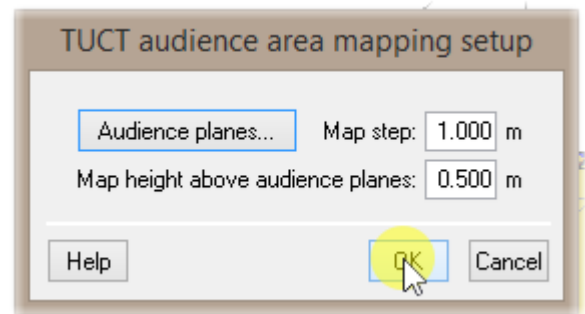 TUCT audience area mapping setup
Audience planes... Map step: 1.000 m
Map height above audience planes: 0.500 m
Help OK Cancel